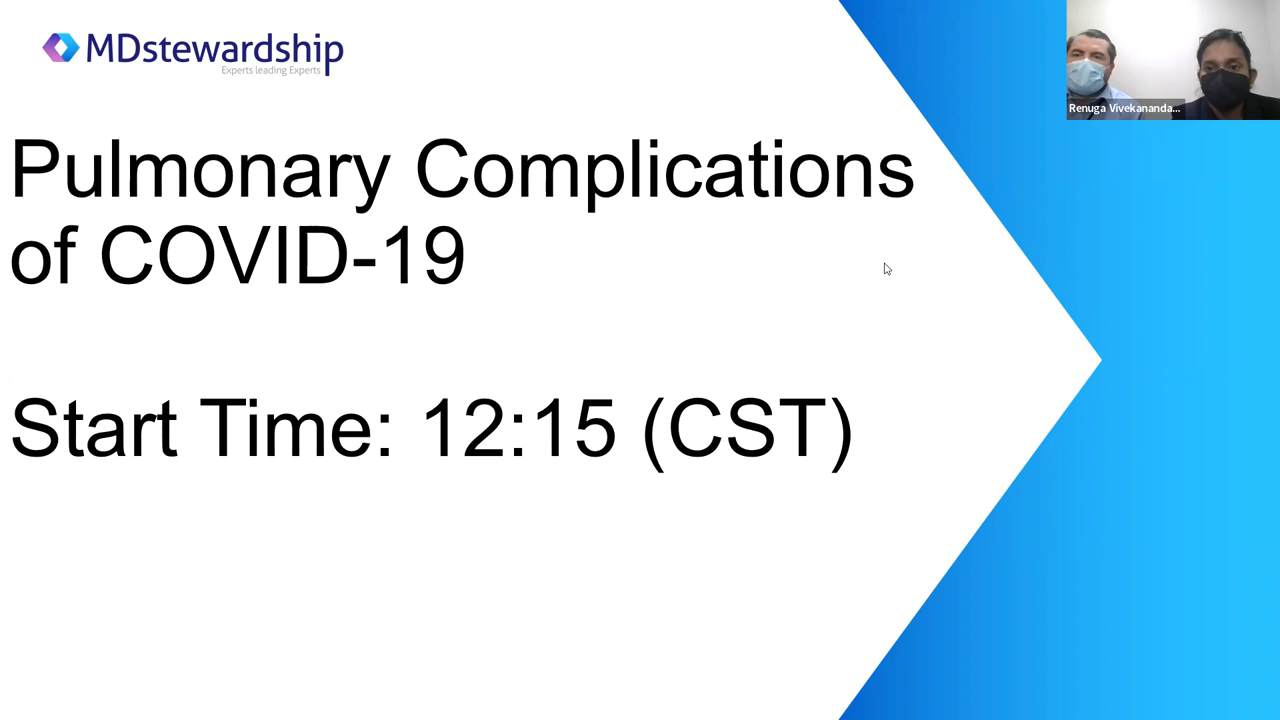 MDstewardship
Experts leading Experts
Renuga Vivekananda...
Pulmonary Complications
of COVID-19
Start Time: 12:15 (CST)